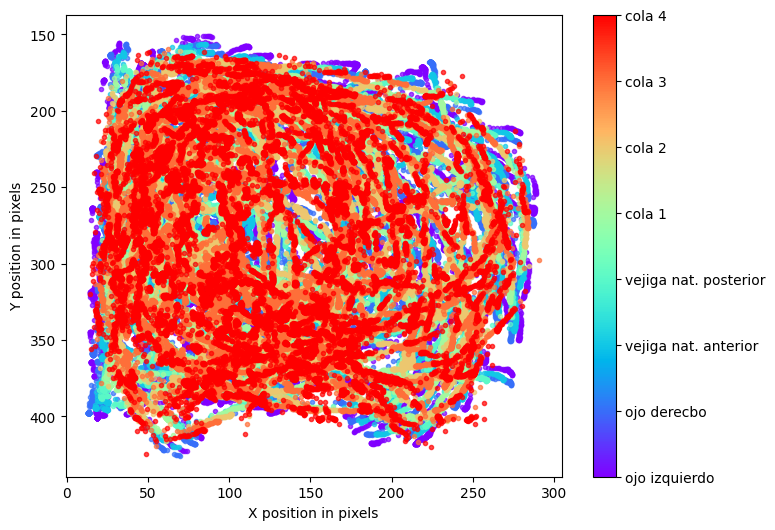 150
200
250
300
350
400
Y position in pixels
0
50
100
150
200
250
300
X position in pixels
cola 4
cola 3
cola 2
cola 1
vejiga nat. posterior
vejiga nat. anterior
ojo derecbo
ojo izquierdo